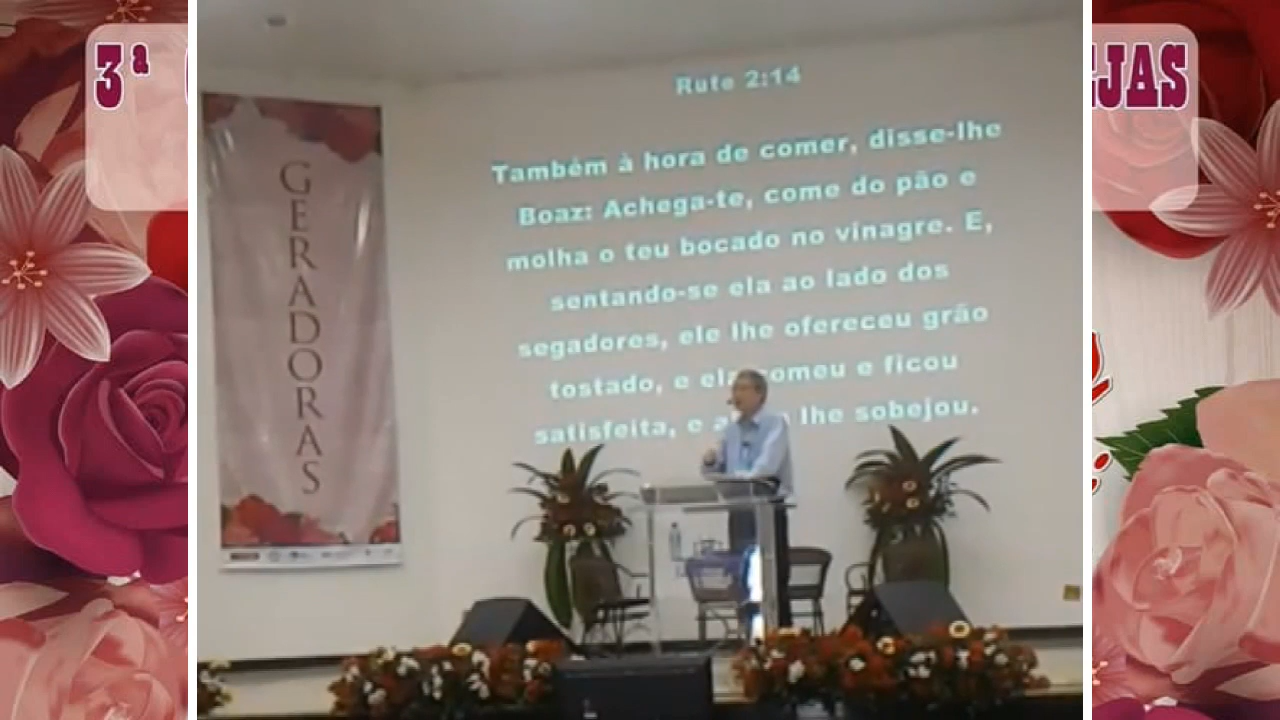 3ª
JAS
GERADORAS
Rute 2:14
Também à hora de comer, disse-lhe
Boaz: Achega-te, come do pão e
molha o teu bocado no vinagre. E,
sentando-se ela ao lado dos
segadores, ele lhe ofereceu grão
tostado, e ela comeu e ficou
satisfeita, e lhe sobejou.